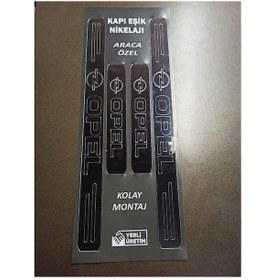 KAPI EŞİK
NİKELAJI
ARACA
ÖZEL
OPEL
OPEL
OPEL
OPEL
KOLAY
MONTAJ
YERLİ
ÜRETİM